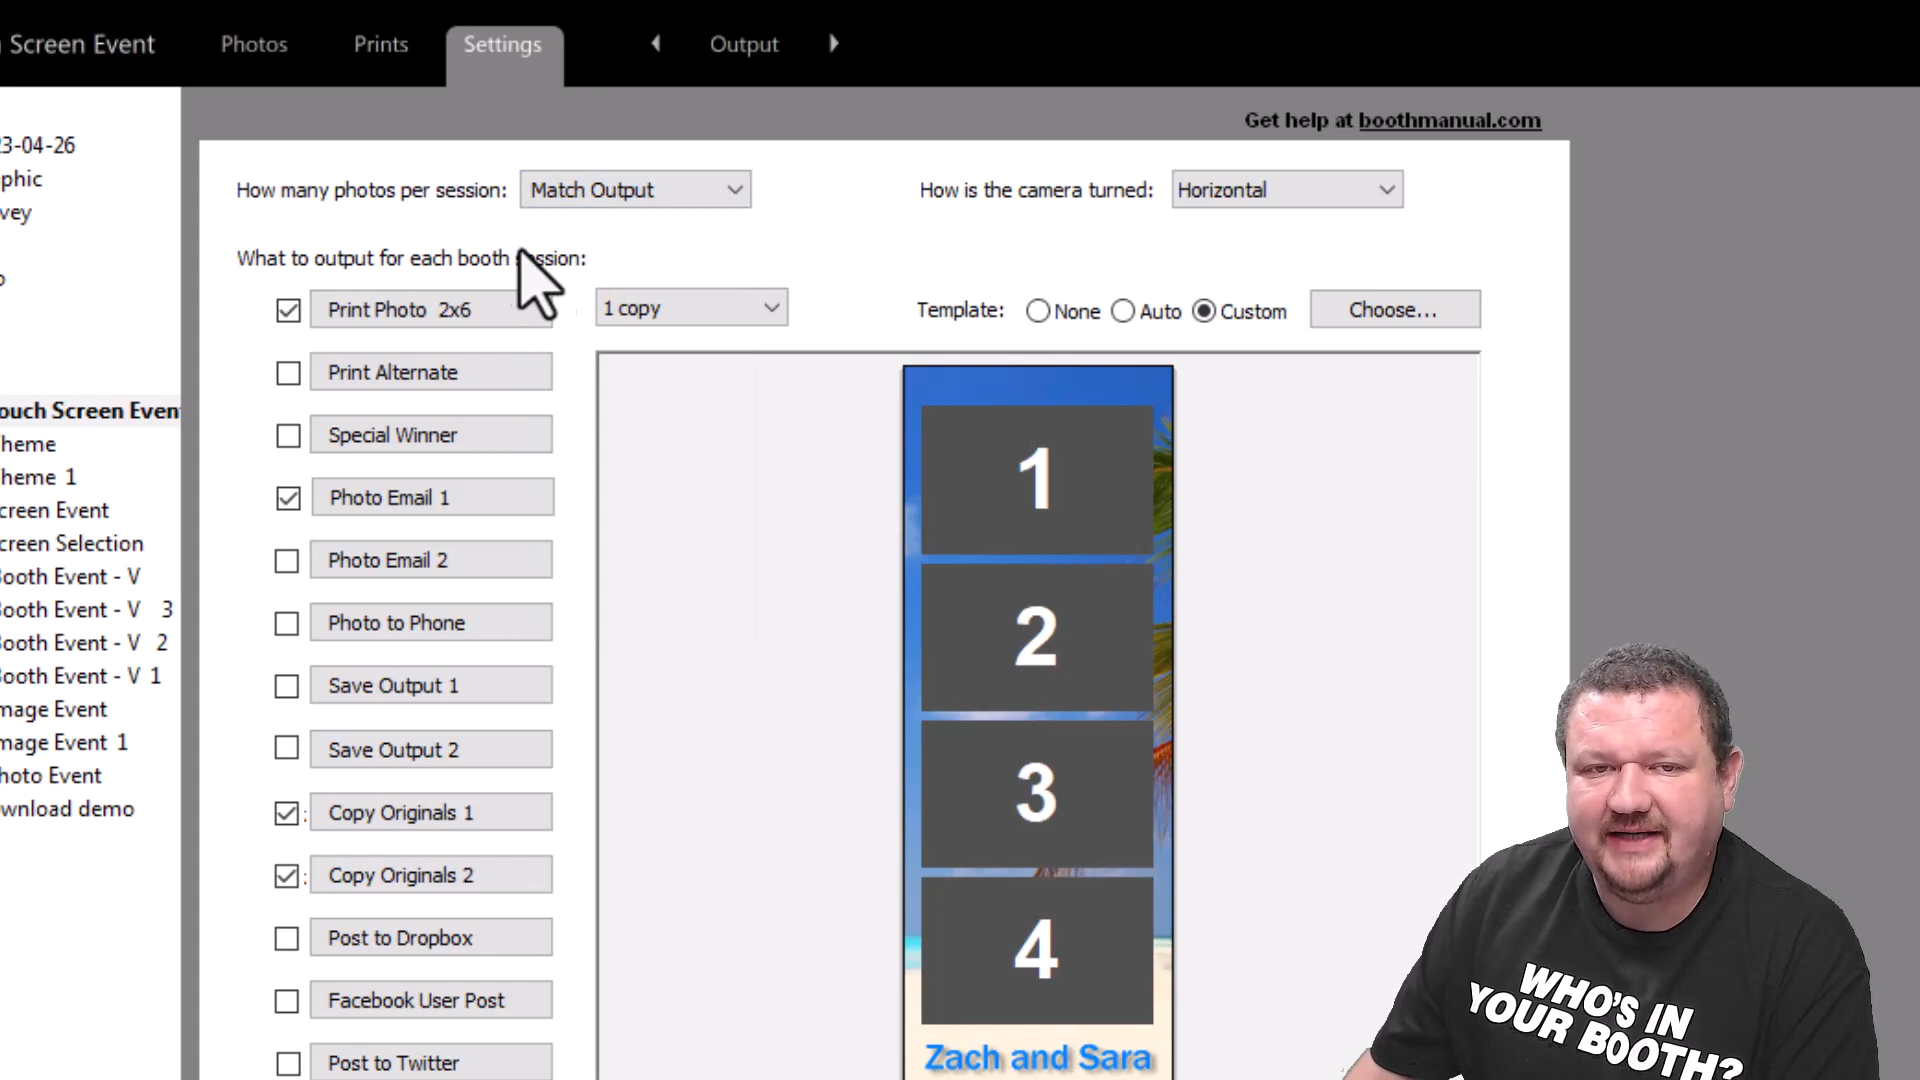 Screen Event
Photos
Prints
Settings
Output
Get help at boothmanual.com
3-04-26
phic
vey
ouch Screen Even
heme
heme 1
creen Event
creen Selection
Booth Event - V
Booth Event - V 3
Booth Event - V 2
Booth Event - V 1
mage Event
mage Event 1
hoto Event
wnload demo
How many photos per session: Match Output
How is the camera turned: Horizontal
What to output for each booth session:
Print Photo 2x6
1 copy
Template: None Auto Custom Choose...
Print Alternate
Special Winner
Photo Email 1
Photo Email 2
Photo to Phone
Save Output 1
Save Output 2
Copy Originals 1
Copy Originals 2
Post to Dropbox
Facebook User Post
Post to Twitter
1
2
3
4
Zach and Sara
WHO'S IN
YOUR BOOTH?